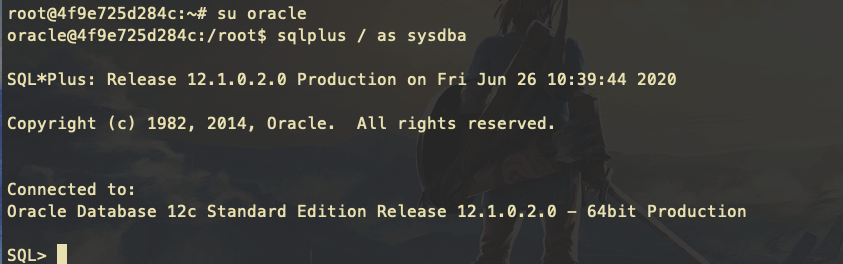 root@4f9e725d284c:~# su oracle
oracle@4f9e725d284c:/root$ sqlplus / as sysdba
SQL*Plus: Release 12.1.0.2.0 Production on Fri Jun 26 10:39:44 2020
Copyright (c) 1982, 2014, Oracle.  All rights reserved.
Connected to:
Oracle Database 12c Standard Edition Release 12.1.0.2.0 - 64bit Production
SQL>